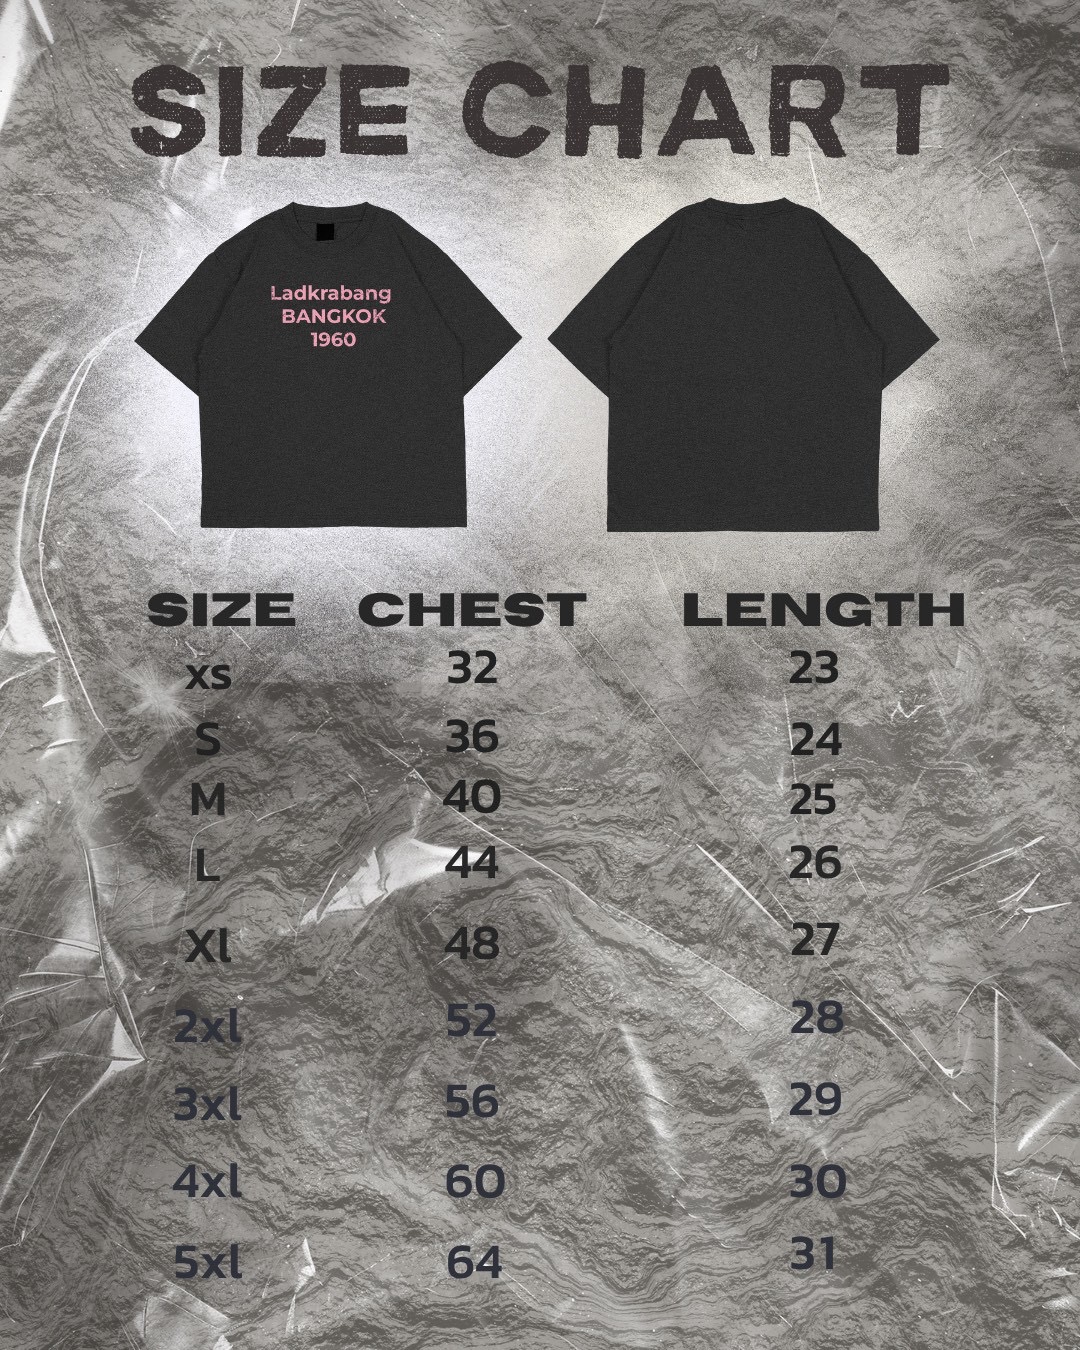 SIZE CHART
Ladkrabang
BANGKOK
1960
SIZE CHEST LENGTH
xs 32 23
S 36 24
M 40 25
L 44 26
Xl 48 27
2xl 52 28
3xl 56 29
4xl 60 30
5xl 64 31